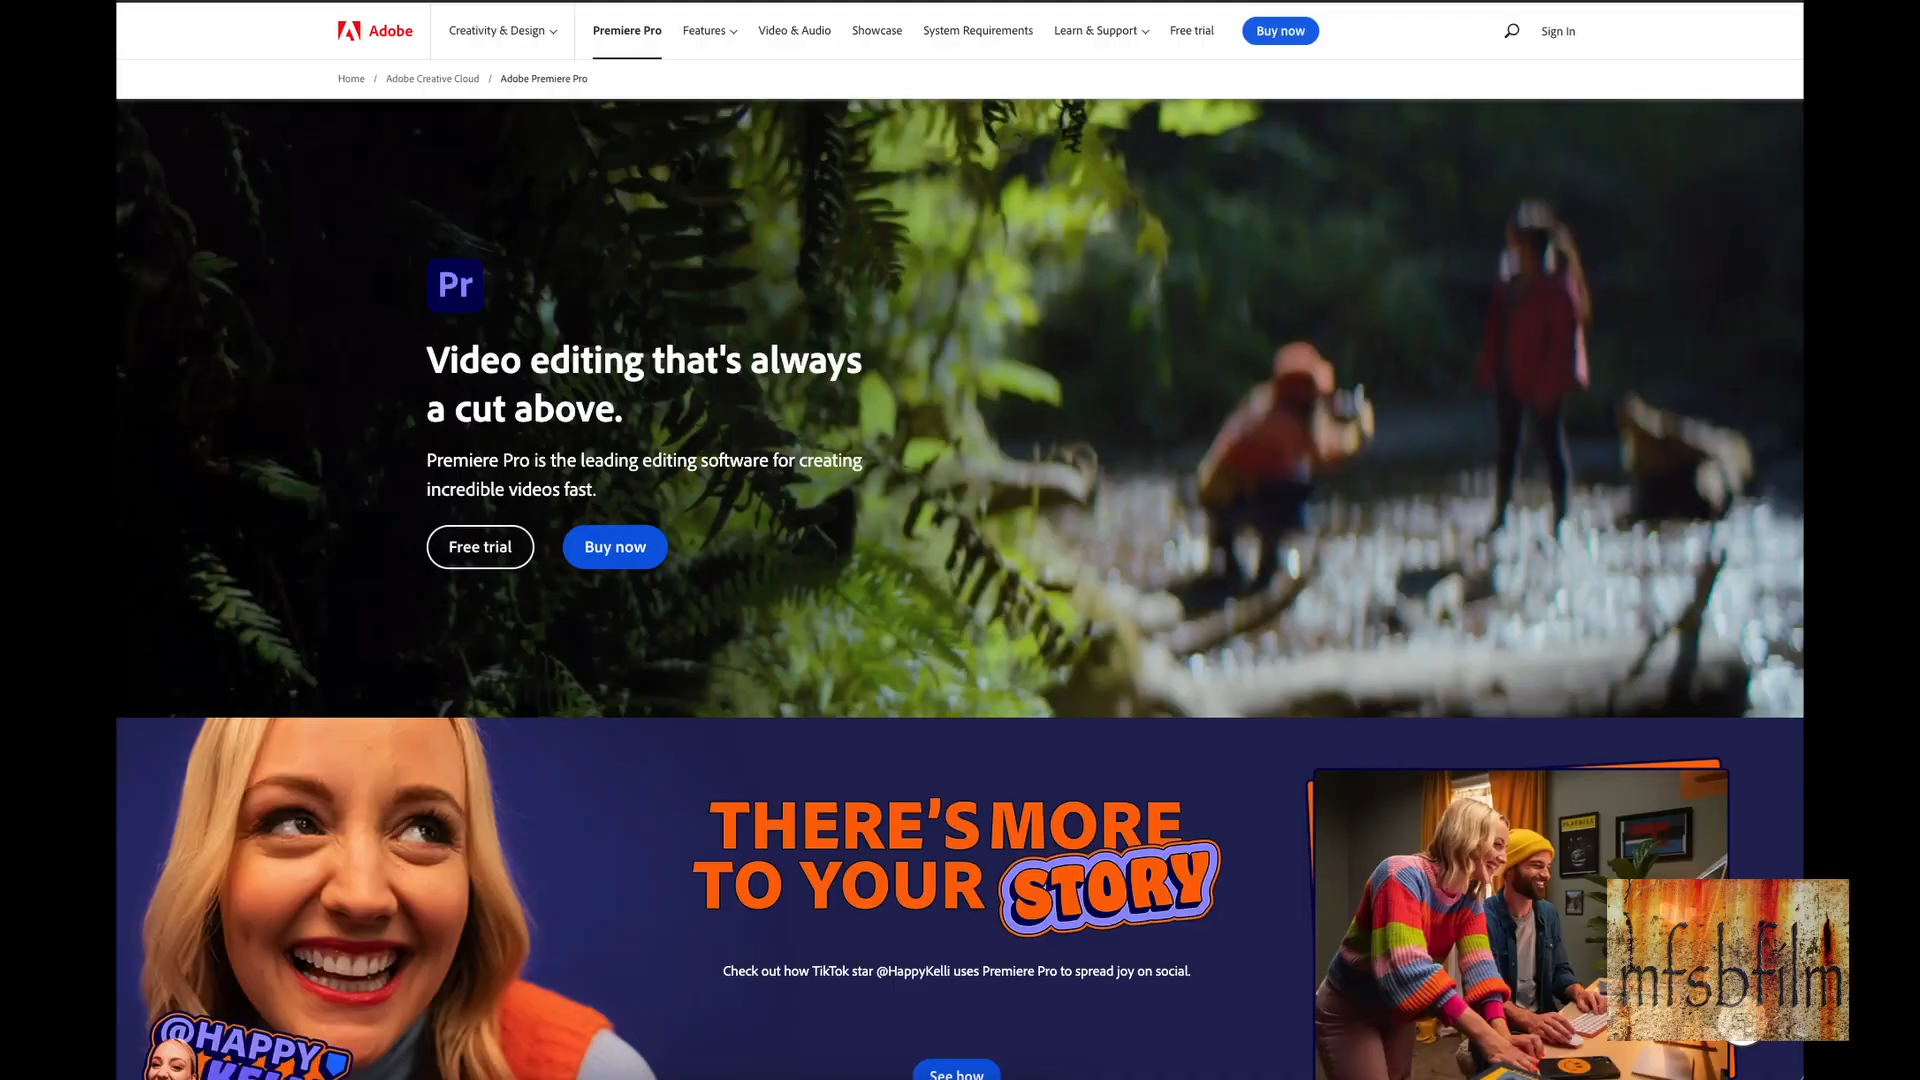 Adobe
Creativity & Design
Premiere Pro
Features
Video & Audio
Showcase
System Requirements
Learn & Support
Free trial
Buy now
Sign In
Home / Adobe Creative Cloud / Adobe Premiere Pro
Pr
Video editing that's always
a cut above.
Premiere Pro is the leading editing software for creating
incredible videos fast.
Free trial
Buy now
THERE'S MORE
TO YOUR STORY
Check out how TikTok star @HappyKelli uses Premiere Pro to spread joy on social.
See how
@HAPPY
PLAYBILL
mfsbfilm